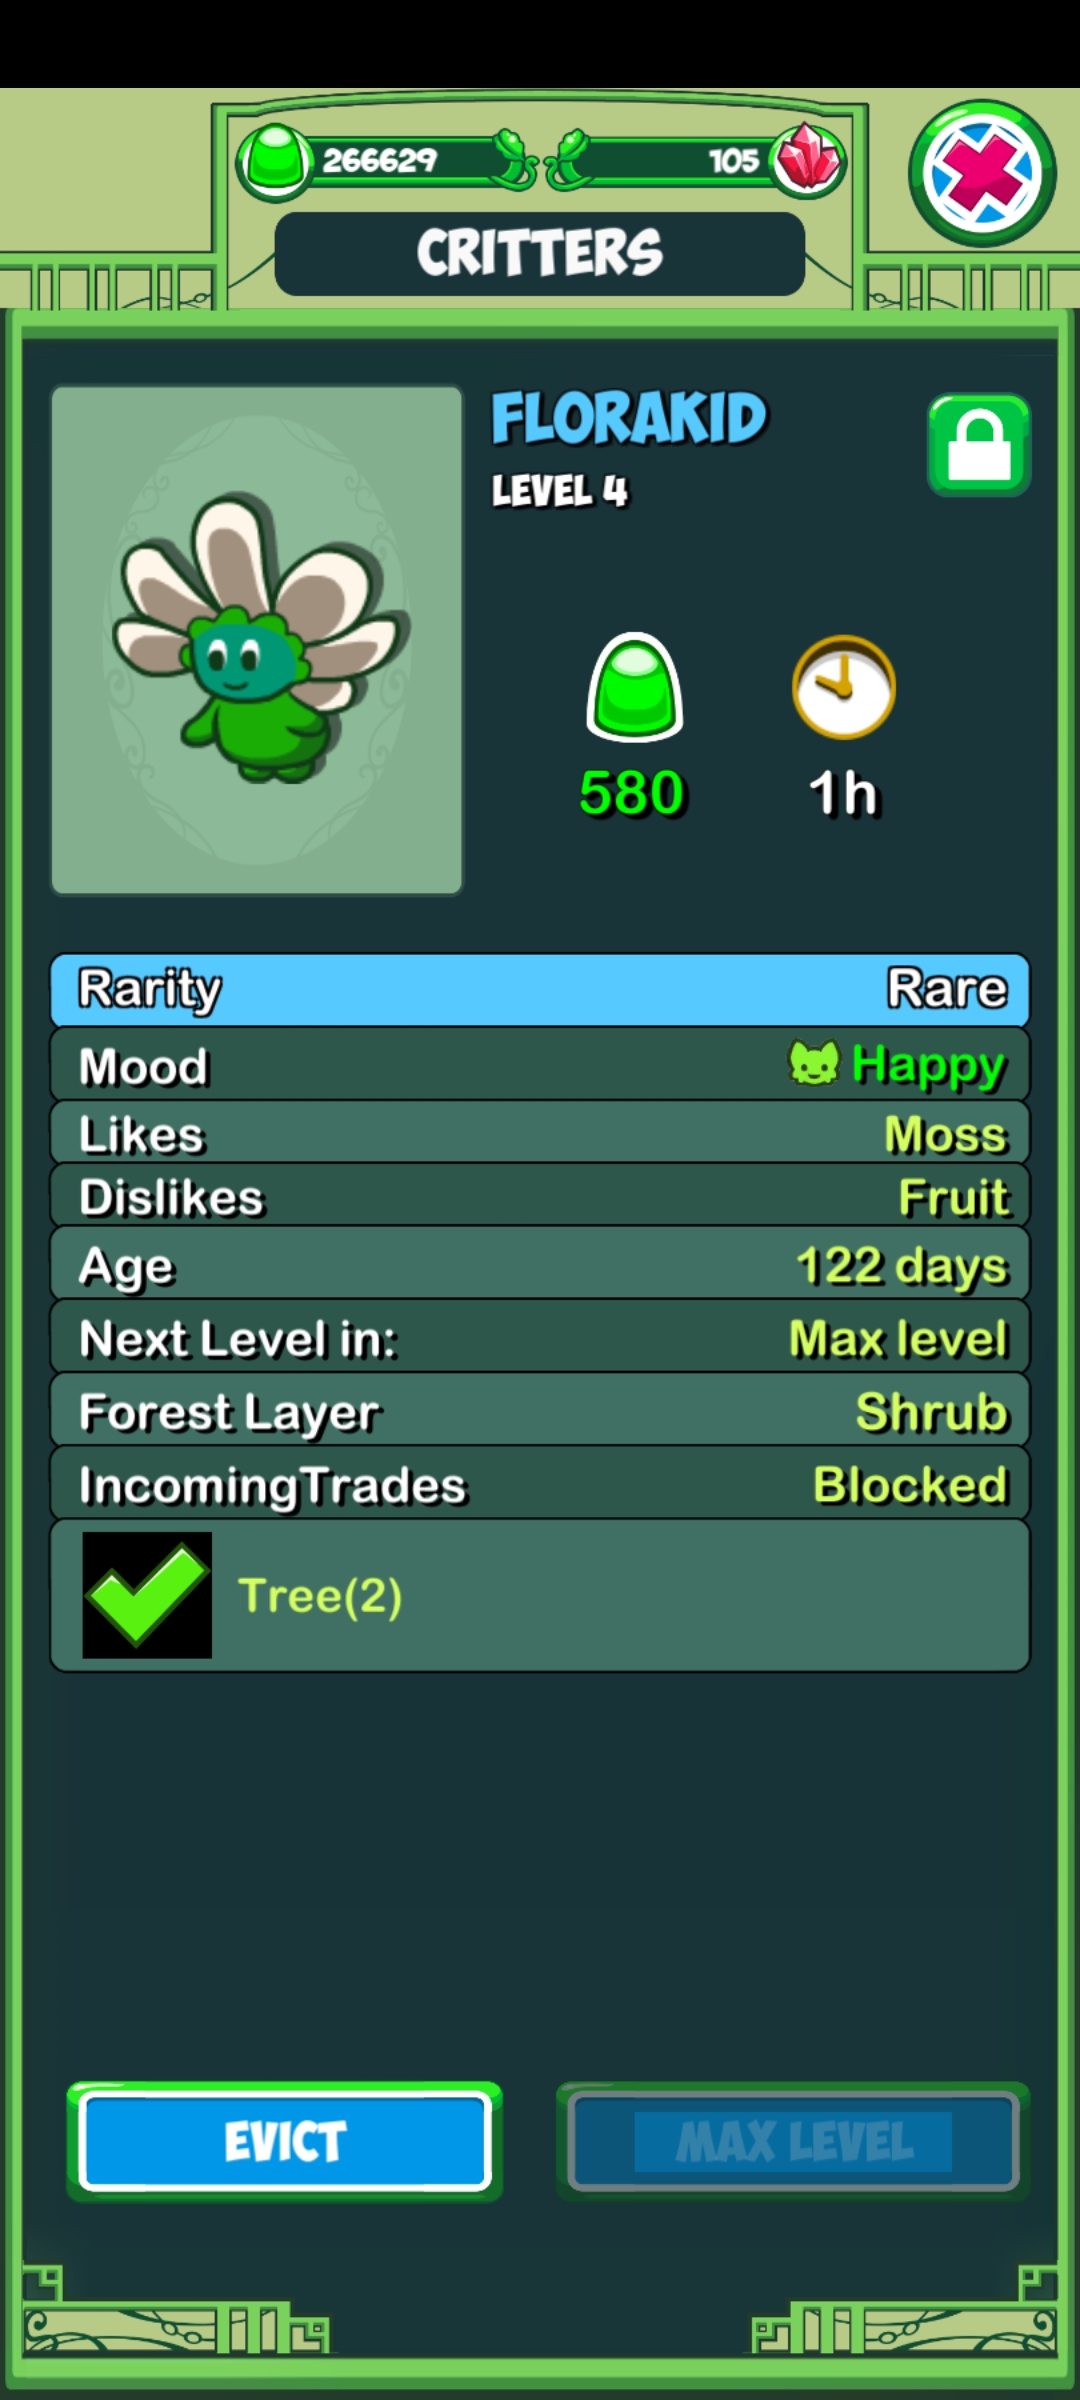 266629 105
CRITTERS
FLORAKID
LEVEL 4
580 1h
Rarity Rare
Mood Happy
Likes Moss
Dislikes Fruit
Age 122 days
Next Level in: Max level
Forest Layer Shrub
IncomingTrades Blocked
Tree(2)
EVICT MAX LEVEL